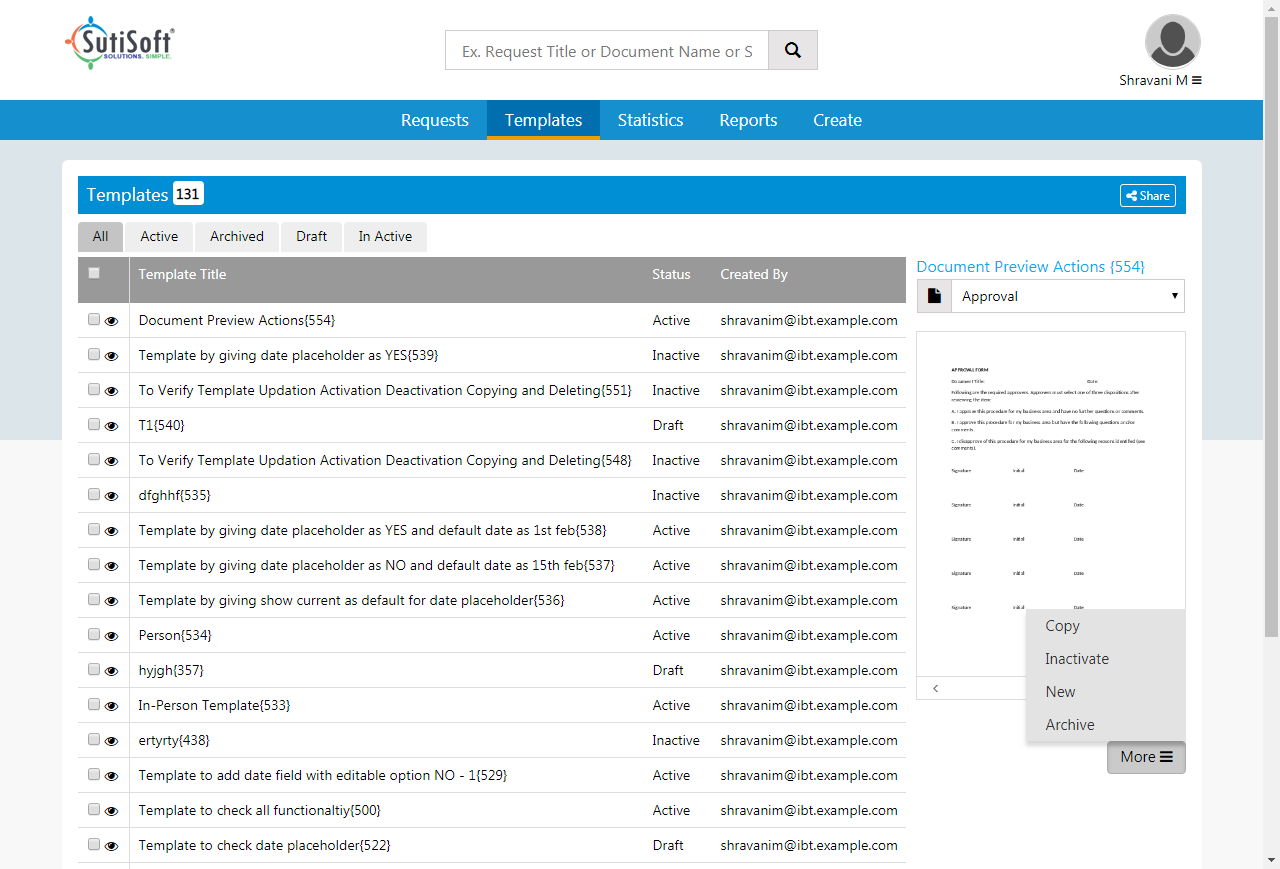 SutiSoft®
SOLUTIONS. SIMPLE.
Ex. Request Title or Document Name or S
Shravani M
Requests Templates Statistics Reports Create
Templates 131
Share
All Active Archived Draft In Active
Template Title Status Created By
Document Preview Actions{554} Active shravanim@ibt.example.com
Template by giving date placeholder as YES{539} Inactive shravanim@ibt.example.com
To Verify Template Updation Activation Deactivation Copying and Deleting{551} Inactive shravanim@ibt.example.com
T1{540} Draft shravanim@ibt.example.com
To Verify Template Updation Activation Deactivation Copying and Deleting{548} Inactive shravanim@ibt.example.com
dfghhf{535} Inactive shravanim@ibt.example.com
Template by giving date placeholder as YES and default date as 1st feb{538} Active shravanim@ibt.example.com
Template by giving date placeholder as NO and default date as 15th feb{537} Active shravanim@ibt.example.com
Template by giving show current as default for date placeholder{536} Active shravanim@ibt.example.com
Person{534} Active shravanim@ibt.example.com
hyjgh{357} Draft shravanim@ibt.example.com
In-Person Template{533} Active shravanim@ibt.example.com
ertyrty{438} Inactive shravanim@ibt.example.com
Template to add date field with editable option NO - 1{529} Active shravanim@ibt.example.com
Template to check all functionaltiy{500} Active shravanim@ibt.example.com
Template to check date placeholder{522} Draft shravanim@ibt.example.com
Document Preview Actions {554}
Approval
APPROVAL FORM
Document Title: Date:
Following are the required approvers. Approvers must select one of three dispositions after
reviewing the item:
A. I approve this procedure for my business area and have no further questions or comments.
B. I approve this procedure for my business area but have the following questions and/or
comments.
C. I disapprove of this procedure for my business area for the following reasons identified (see
comments).
Signature Initial Date
Signature Initial Date
Signature Initial Date
Signature Initial Date
Signature Initial Date
Copy
Inactivate
New
Archive
More